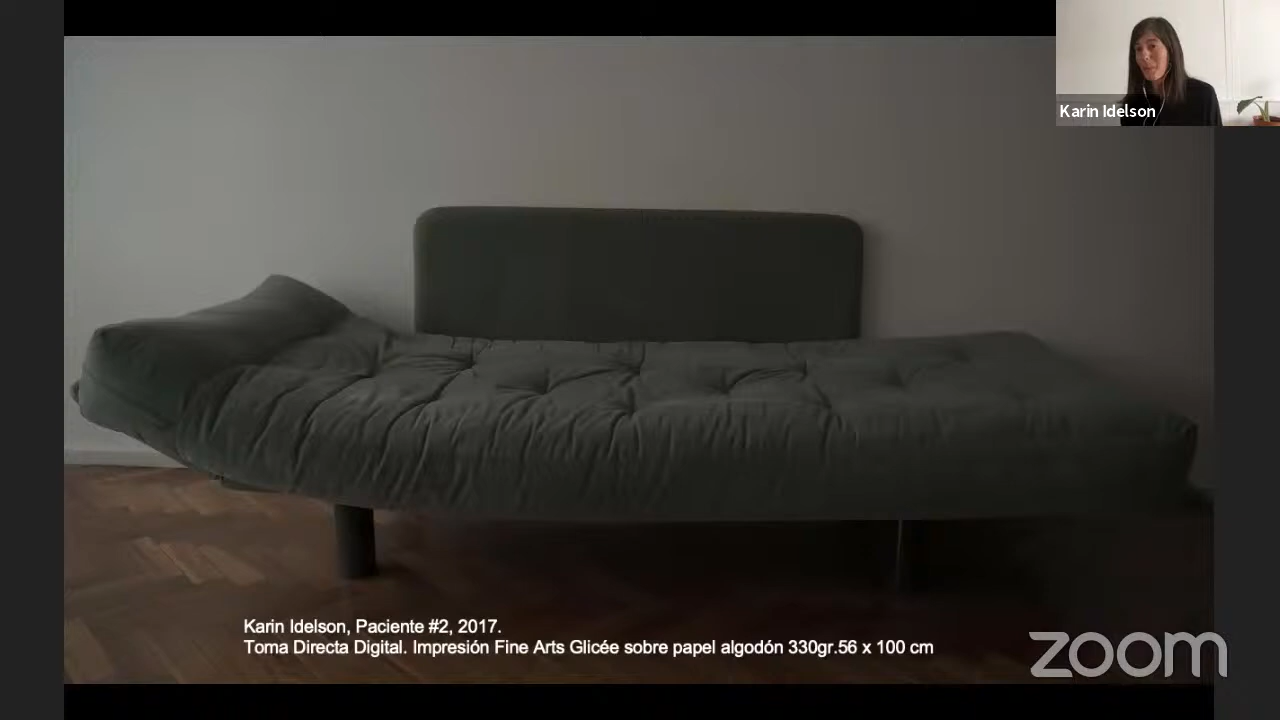 Karin Idelson
Karin Idelson, Paciente #2, 2017.
Toma Directa Digital. Impresión Fine Arts Glicée sobre papel algodón 330gr.56 x 100 cm
zoom